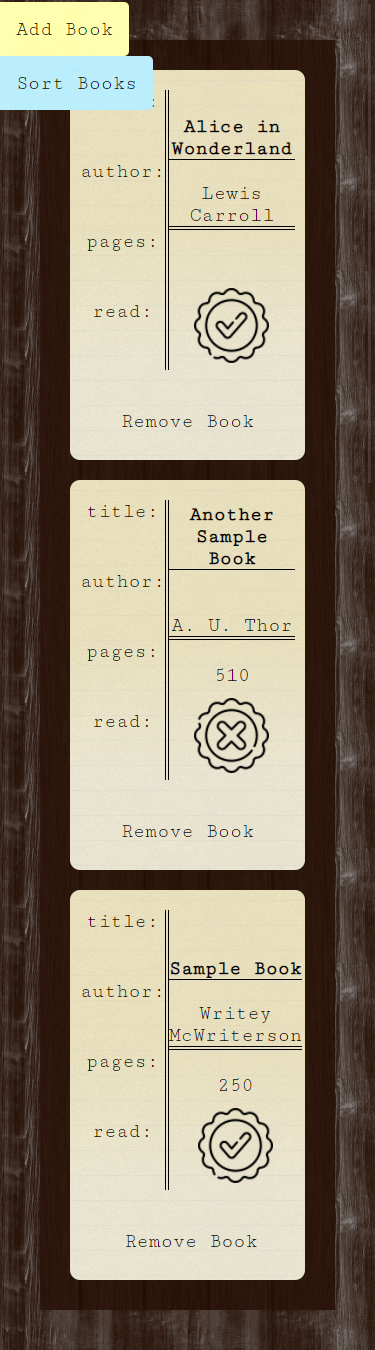 Add Book
Sort Books
:
Alice in
Wonderland
author:
Lewis
Carroll
pages:
read:
Remove Book
title:
Another
Sample
Book
author:
A. U. Thor
pages:
510
read:
Remove Book
title:
Sample Book
author:
Writey
McWriterson
pages:
250
read:
Remove Book